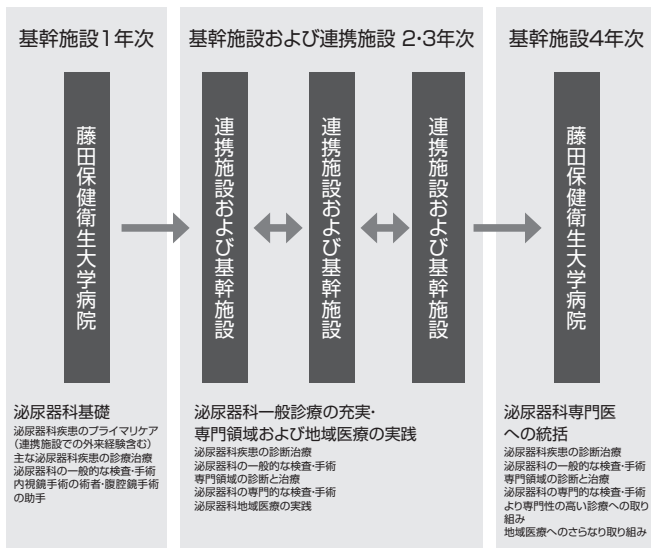 基幹施設1年次
藤田保健衛生大学病院
泌尿器科基礎
泌尿器科疾患のプライマリケア
(連携施設での外来経験含む)
主な泌尿器科疾患の診療治療
泌尿器科の一般的な検査・手術
内視鏡手術の術者・腹腔鏡手術
の助手
基幹施設および連携施設 2・3年次
連携施設および基幹施設
連携施設および基幹施設
連携施設および基幹施設
泌尿器科一般診療の充実・
専門領域および地域医療の実践
泌尿器科疾患の診断治療
泌尿器科の一般的な検査・手術
専門領域の診断と治療
泌尿器科の専門的な検査・手術
泌尿器科地域医療の実践
基幹施設4年次
藤田保健衛生大学病院
泌尿器科専門医
への統括
泌尿器科疾患の診断治療
泌尿器科の一般的な検査・手術
専門領域の診断と治療
泌尿器科の専門的な検査・手術
より専門性の高い診療への取り
組み
地域医療へのさらなり取り組み